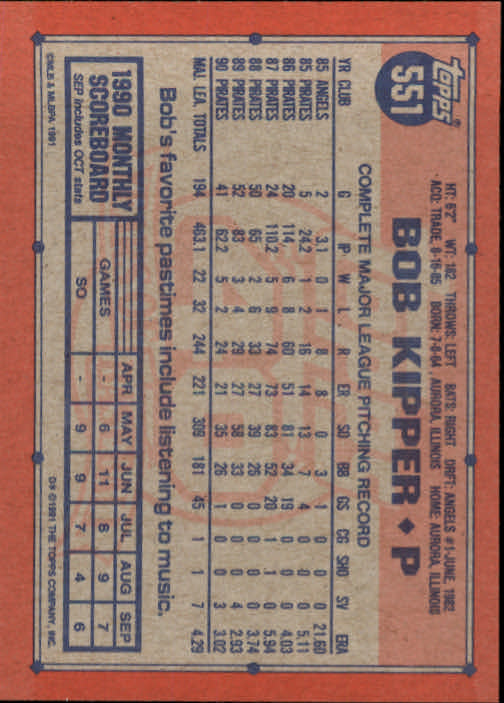 topps®
551
HT: 6'2" WT: 182 THROWS: LEFT BATS: RIGHT DRFT: ANGELS #1-JUNE, 1982
ACQ: TRADE, 8-16-85 BORN: 7-8-64 AURORA, ILLINOIS HOME: AURORA, ILLINOIS
BOB KIPPER ◆ P
COMPLETE MAJOR LEAGUE PITCHING RECORD
YR CLUB G IP W L R ER SO BB GS CG SHO SV ERA
85 ANGELS 2 3.1 0 1 8 8 0 3 1 0 0 0 21.60
85 PIRATES 5 24.2 1 2 16 14 13 7 4 0 0 0 5.11
86 PIRATES 20 114 6 8 60 51 81 34 19 0 0 0 4.03
87 PIRATES 24 110.2 5 9 74 73 83 52 20 1 1 0 5.94
88 PIRATES 50 65 2 6 33 27 39 26 0 0 0 0 3.74
89 PIRATES 52 83 3 4 29 27 58 33 0 0 0 4 2.93
90 PIRATES 41 62.2 5 2 24 21 35 26 1 0 0 3 3.02
MAJ. LEA. TOTALS 194 463.1 22 32 244 221 309 181 45 1 1 7 4.29
Bob's favorite pastimes include listening to music.
1990 MONTHLY
SCOREBOARD
SEP includes OCT stats
APR MAY JUN JUL AUG SEP
GAMES - 6 11 8 9 7
SO - 9 9 7 4 6
©MLB & MLBPA 1991
D* © 1991 THE TOPPS COMPANY, INC.